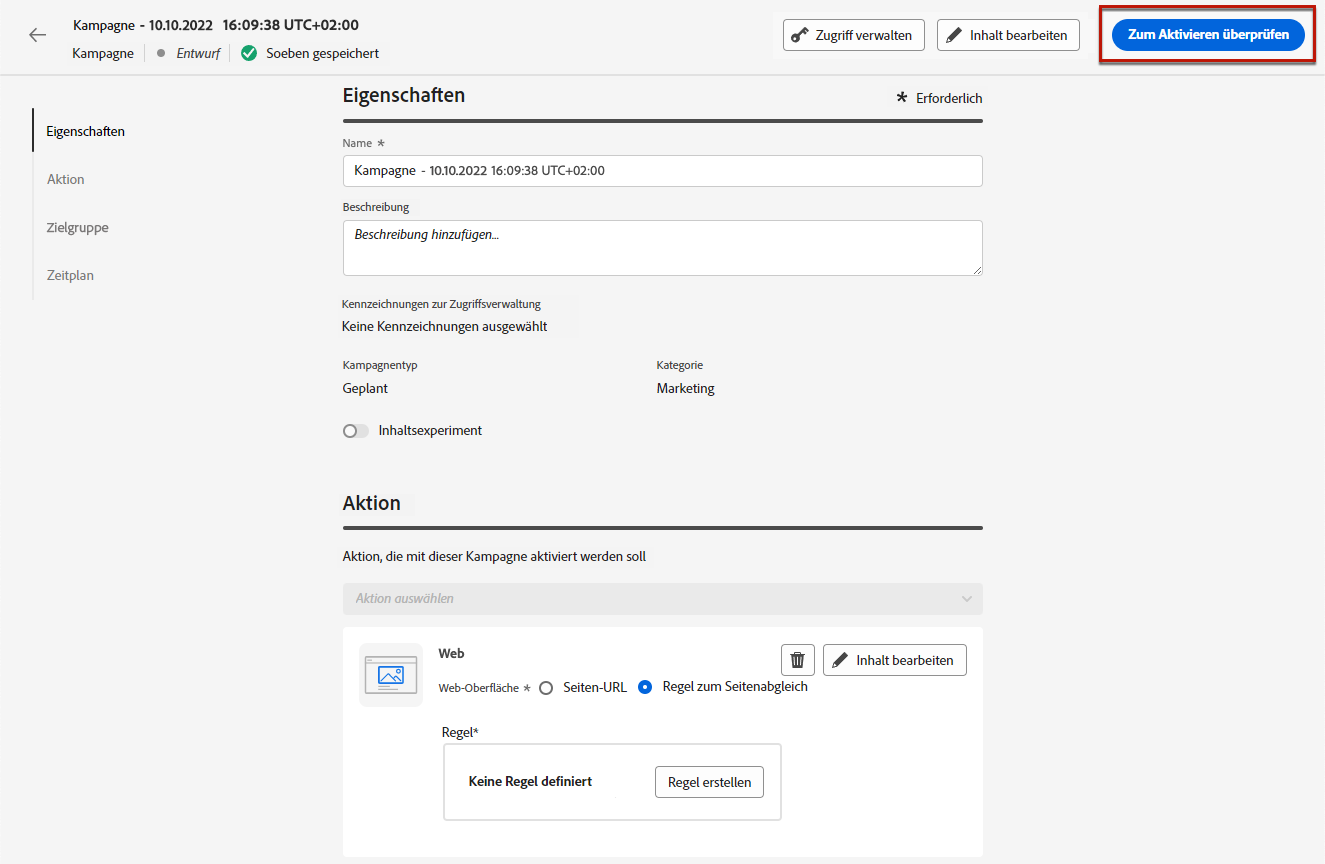 Kampagne - 10.10.2022 16:09:38 UTC+02:00
Kampagne Entwurf Soeben gespeichert
Zugriff verwalten
Inhalt bearbeiten
Zum Aktivieren überprüfen
Eigenschaften
Aktion
Zielgruppe
Zeitplan
Eigenschaften
* Erforderlich
Name *
Kampagne - 10.10.2022 16:09:38 UTC+02:00
Beschreibung
Beschreibung hinzufügen...
Kennzeichnungen zur Zugriffsverwaltung
Keine Kennzeichnungen ausgewählt
Kampagnentyp
Geplant
Kategorie
Marketing
Inhaltsexperiment
Aktion
Aktion, die mit dieser Kampagne aktiviert werden soll
Aktion auswählen
Web
Inhalt bearbeiten
Web-Oberfläche * Seiten-URL Regel zum Seitenabgleich
Regel*
Keine Regel definiert
Regel erstellen